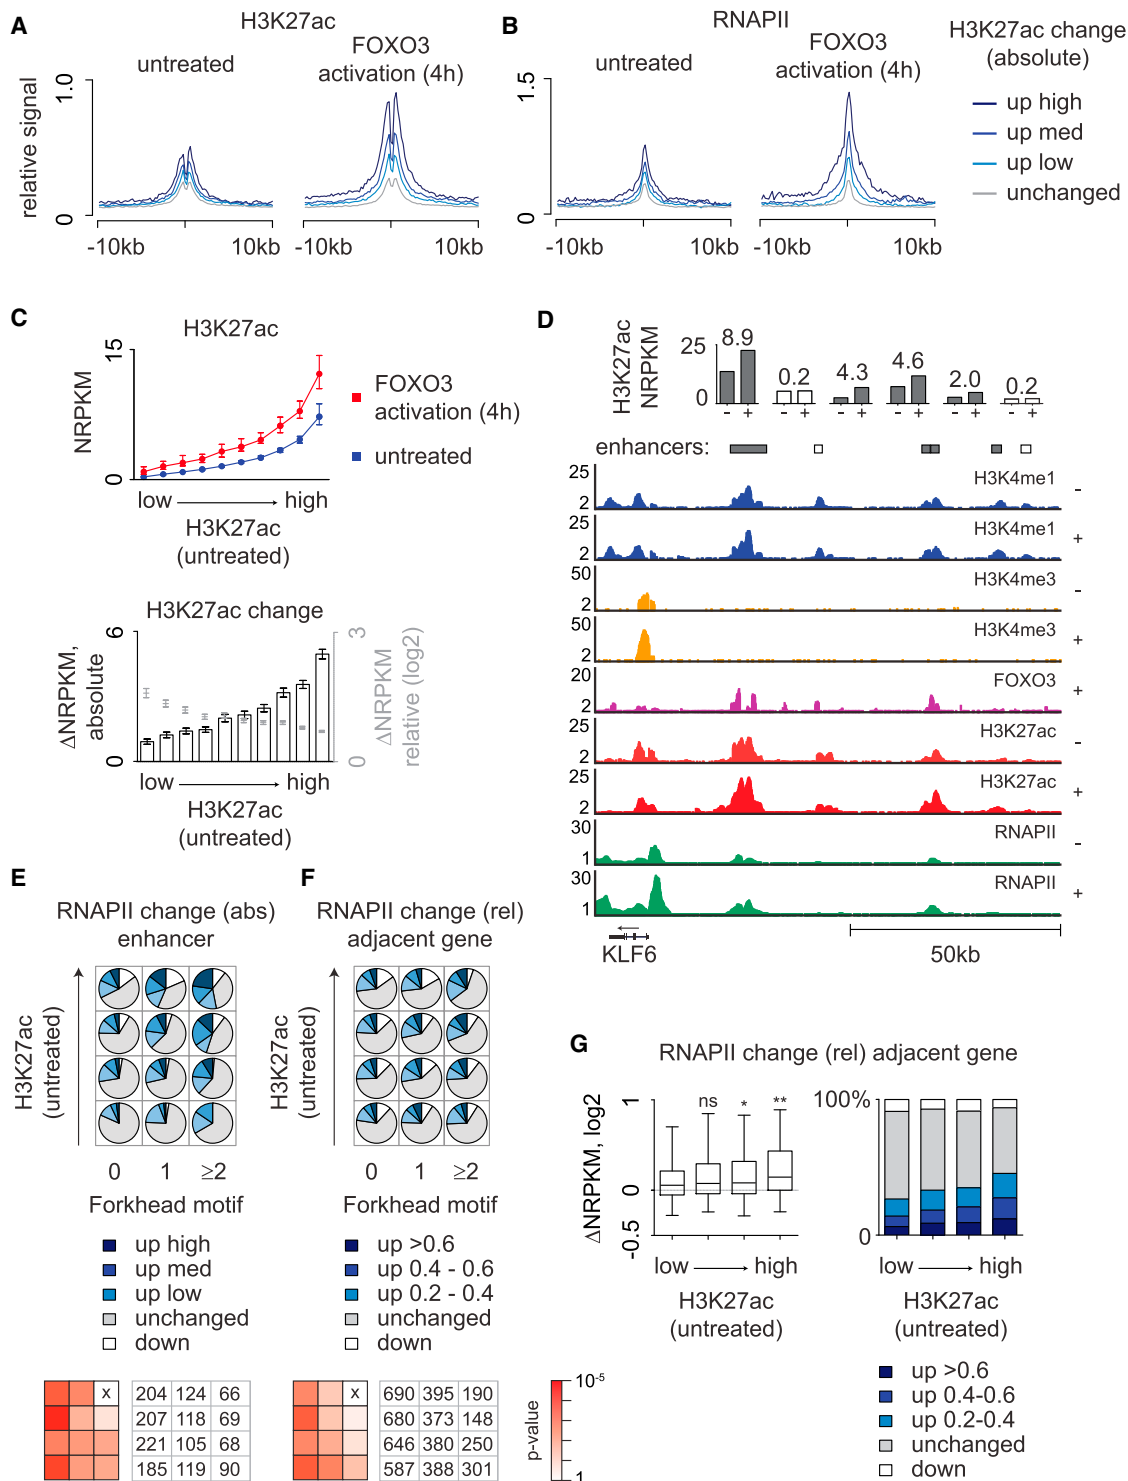 A
H3K27ac
untreated
FOXO3
activation (4h)
relative signal
1.0
0
-10kb
10kb
-10kb
10kb
B
RNAPII
untreated
FOXO3
activation (4h)
1.5
0
-10kb
10kb
-10kb
10kb
H3K27ac change
(absolute)
up high
up med
up low
unchanged
C
H3K27ac
NRPKM
15
0
FOXO3
activation (4h)
untreated
low
high
H3K27ac
(untreated)
H3K27ac change
ΔNRPKM,
absolute
6
0
3
0
ΔNRPKM
relative (log2)
low
high
H3K27ac
(untreated)
D
H3K27ac
NRPKM
25
0
8.9
0.2
4.3
4.6
2.0
0.2
- + - + - + - + - + - +
enhancers:
25
2
H3K4me1
-
25
2
H3K4me1
+
50
2
H3K4me3
-
50
2
H3K4me3
+
20
2
FOXO3
+
25
2
H3K27ac
-
25
2
H3K27ac
+
30
1
RNAPII
-
30
1
RNAPII
+
KLF6
50kb
E
RNAPII change (abs)
enhancer
H3K27ac
(untreated)
0 1 ≥2
Forkhead motif
up high
up med
up low
unchanged
down
x
204 124 66
207 118 69
221 105 68
185 119 90
F
RNAPII change (rel)
adjacent gene
H3K27ac
(untreated)
0 1 ≥2
Forkhead motif
up >0.6
up 0.4 - 0.6
up 0.2 - 0.4
unchanged
down
x
690 395 190
680 373 148
646 380 250
587 388 301
p-value
10-5
1
G
RNAPII change (rel) adjacent gene
ΔNRPKM, log2
1
0
-0.5
ns
*
**
low
high
H3K27ac
(untreated)
100%
0
low
high
H3K27ac
(untreated)
up >0.6
up 0.4-0.6
up 0.2-0.4
unchanged
down